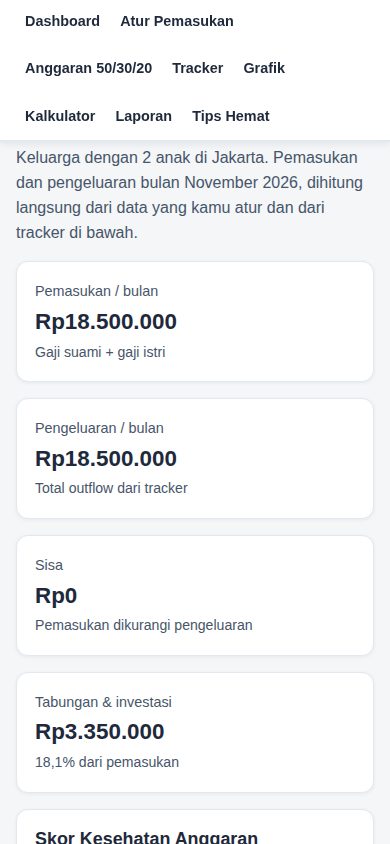 Dashboard Atur Pemasukan
Anggaran 50/30/20 Tracker Grafik
Kalkulator Laporan Tips Hemat
Keluarga dengan 2 anak di Jakarta. Pemasukan
dan pengeluaran bulan November 2026, dihitung
langsung dari data yang kamu atur dan dari
tracker di bawah.
Pemasukan / bulan
Rp18.500.000
Gaji suami + gaji istri
Pengeluaran / bulan
Rp18.500.000
Total outflow dari tracker
Sisa
Rp0
Pemasukan dikurangi pengeluaran
Tabungan & investasi
Rp3.350.000
18,1% dari pemasukan
Skor Kesehatan Anggaran